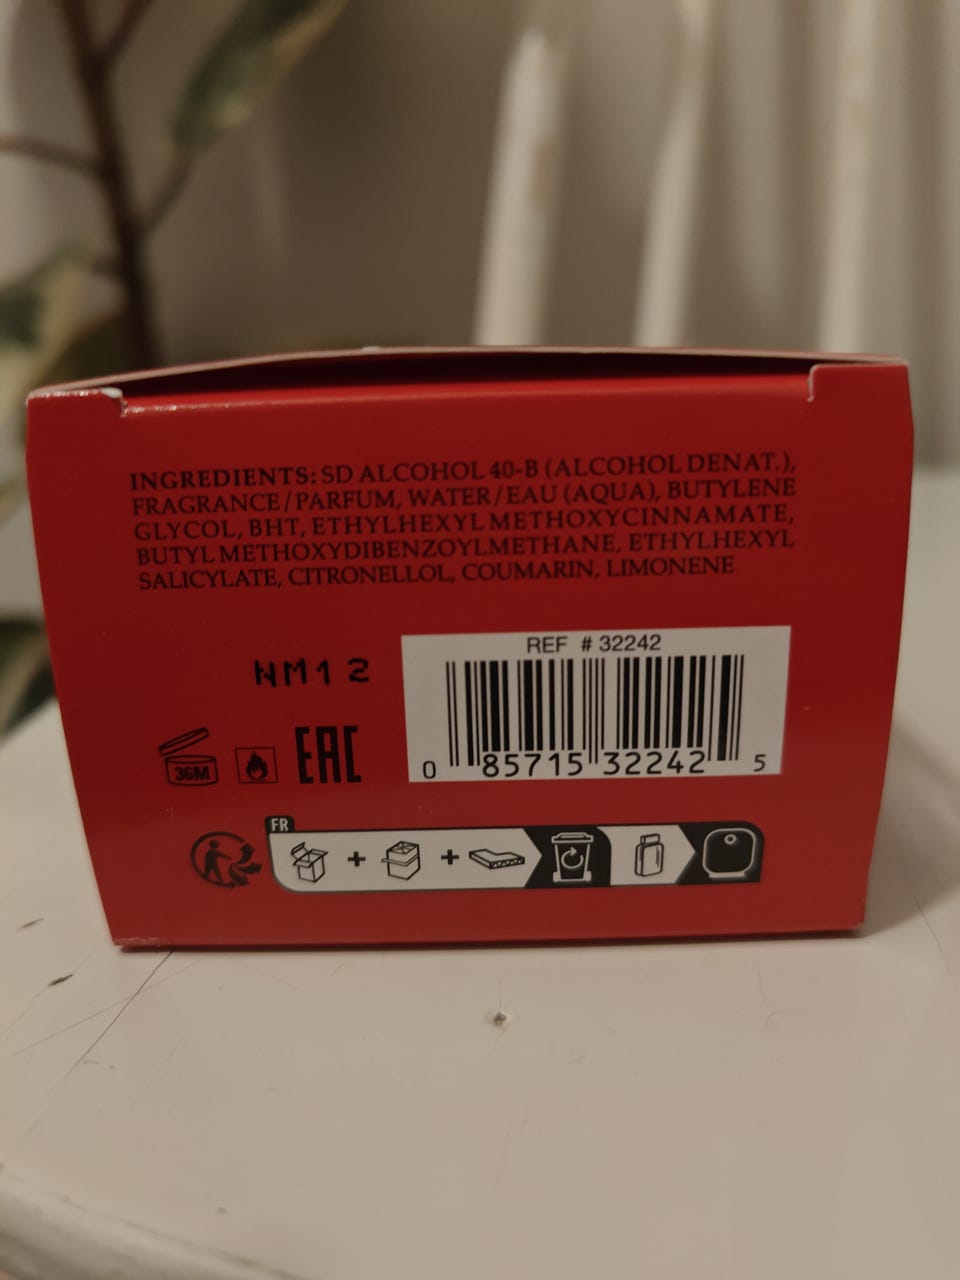 INGREDIENTS: SD ALCOHOL 40-B (ALCOHOL DENAT.),
FRAGRANCE/PARFUM, WATER/EAU (AQUA), BUTYLENE
GLYCOL, BHT, ETHYLHEXYL METHOXYCINNAMATE,
BUTYL METHOXYDIBENZOYLMETHANE, ETHYLHEXYL
SALICYLATE, CITRONELLOL, COUMARIN, LIMONENE
REF # 32242
NM12
0 85715 32242 5
36M
EAC
FR